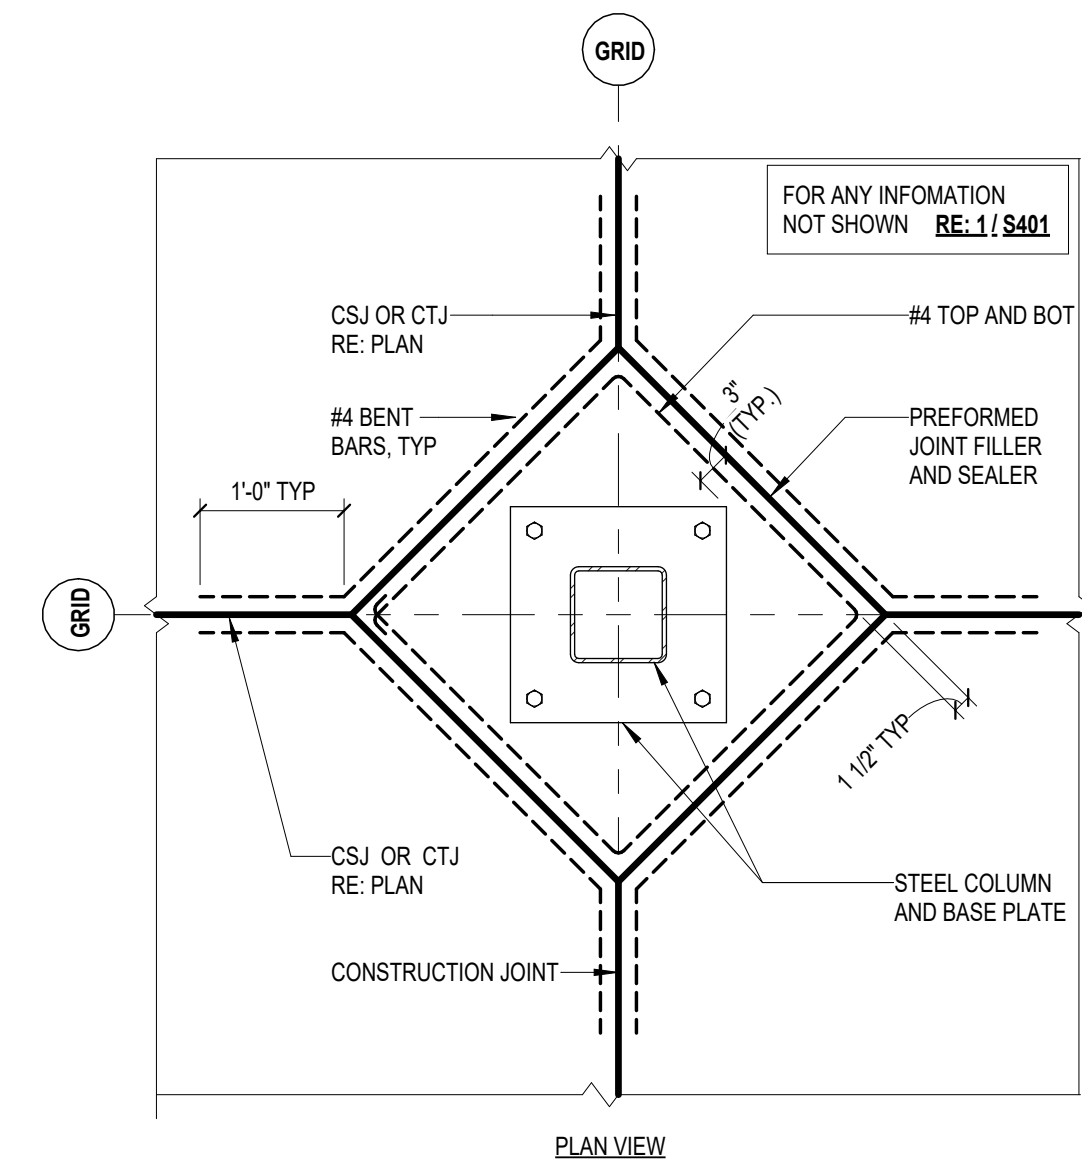 GRID
FOR ANY INFOMATION
NOT SHOWN RE: 1 / S401
CSJ OR CTJ
RE: PLAN
#4 TOP AND BOT
3"
(TYP.)
#4 BENT
BARS, TYP
PREFORMED
JOINT FILLER
AND SEALER
1'-0" TYP
GRID
1 1/2" TYP
CSJ OR CTJ
RE: PLAN
STEEL COLUMN
AND BASE PLATE
CONSTRUCTION JOINT
PLAN VIEW